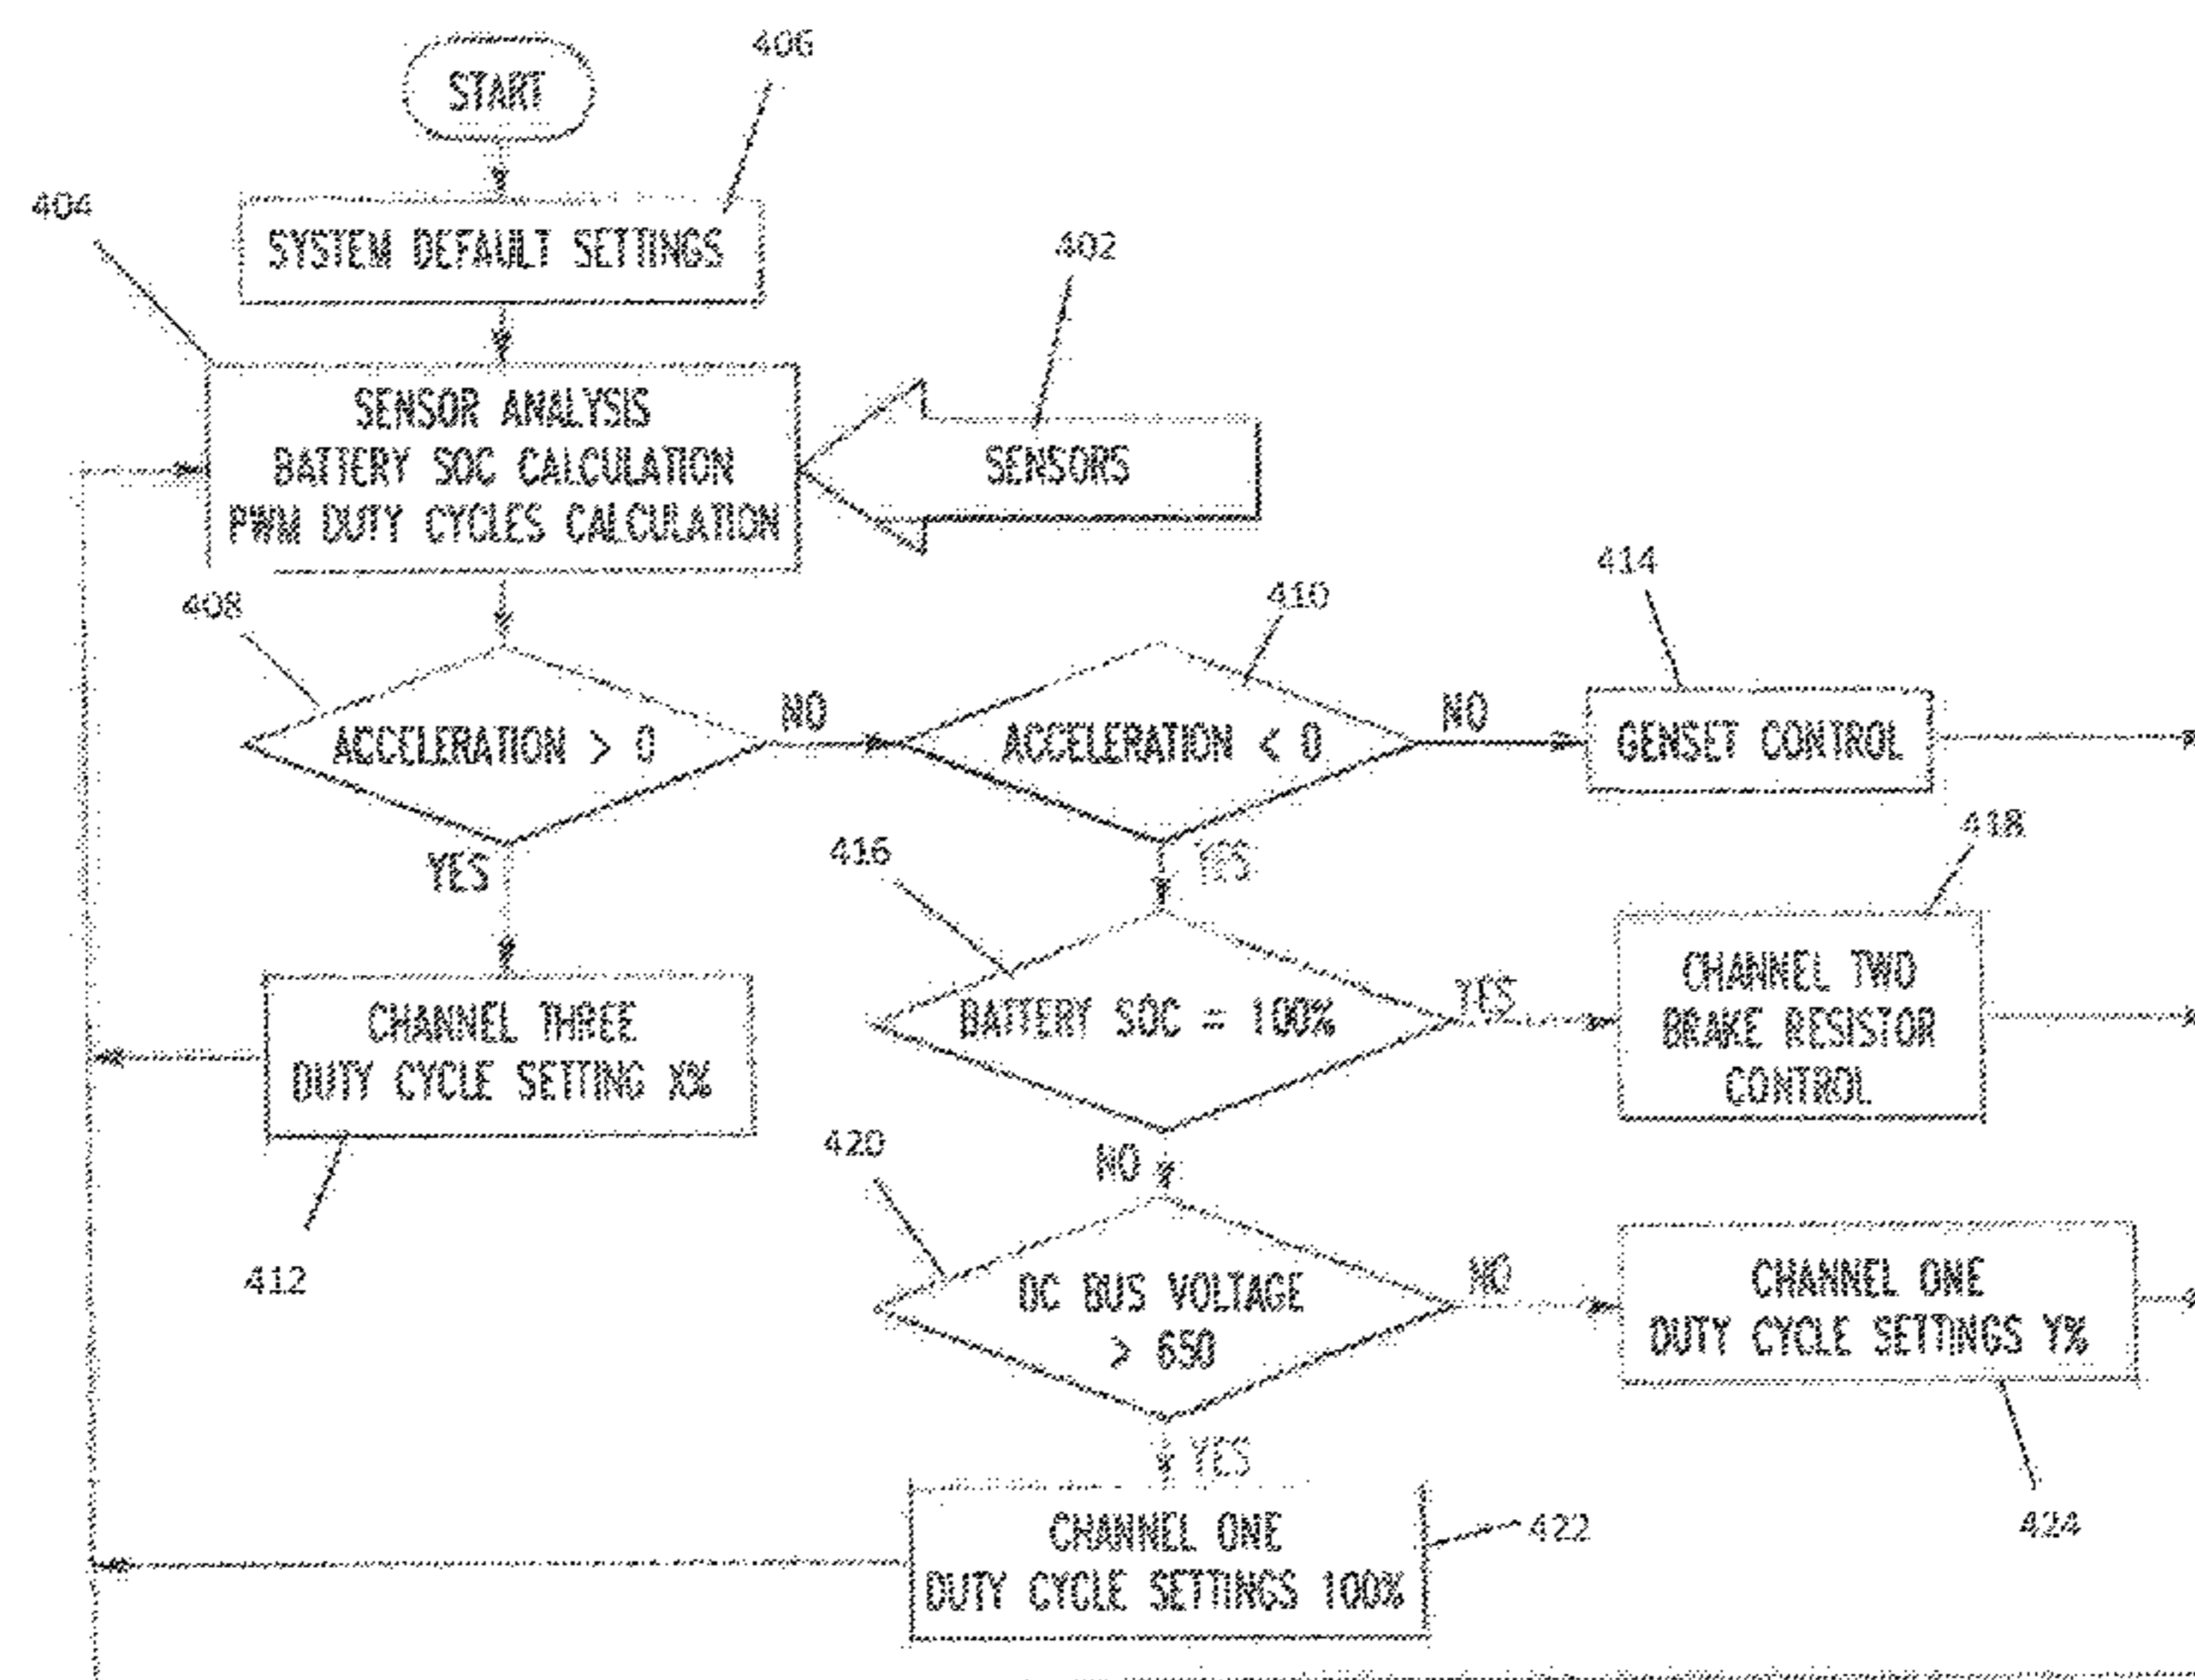 406
START
404
SYSTEM DEFAULT SETTINGS
402
SENSOR ANALYSIS
BATTERY SOC CALCULATION
PWM DUTY CYCLES CALCULATION
SENSORS
414
408
410
ACCELERATION > 0
NO
ACCELERATION < 0
NO
GENSET CONTROL
YES
416
YES
418
CHANNEL THREE
DUTY CYCLE SETTING X%
BATTERY SOC = 100%
YES
CHANNEL TWO
BRAKE RESISTOR
CONTROL
412
420
NO
DC BUS VOLTAGE
> 650
NO
CHANNEL ONE
DUTY CYCLE SETTINGS Y%
YES
CHANNEL ONE
DUTY CYCLE SETTINGS 100%
422
424